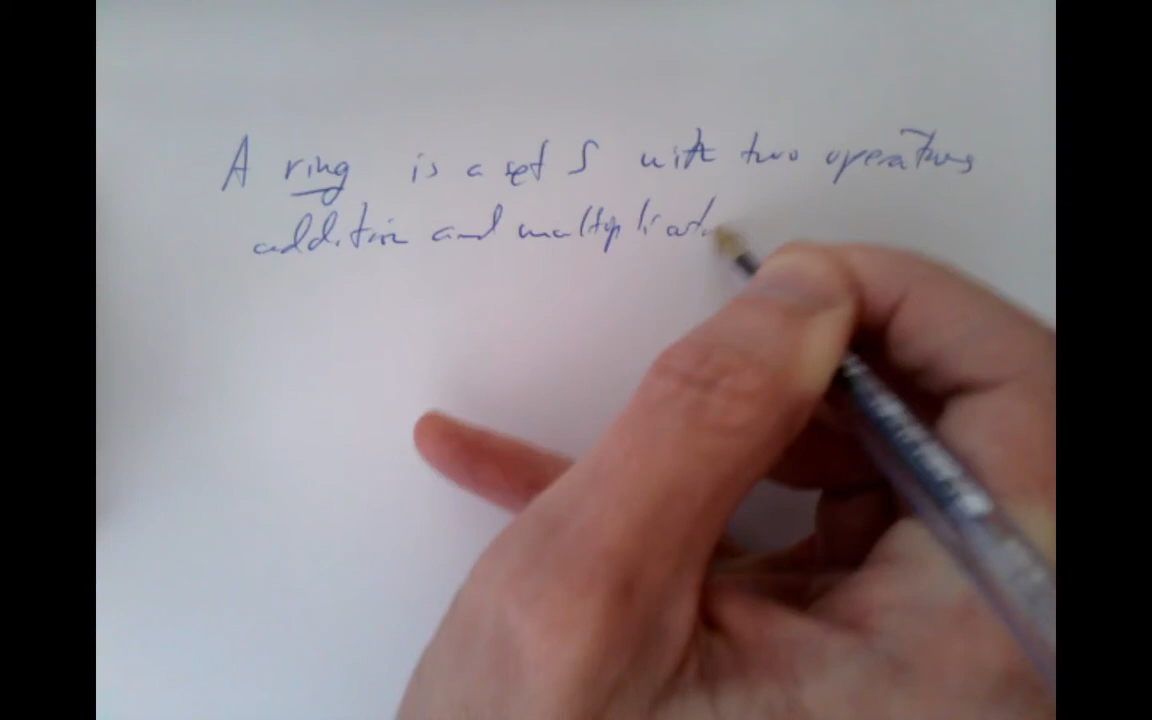 A ring is a set S with two operations
addition and multiplicat